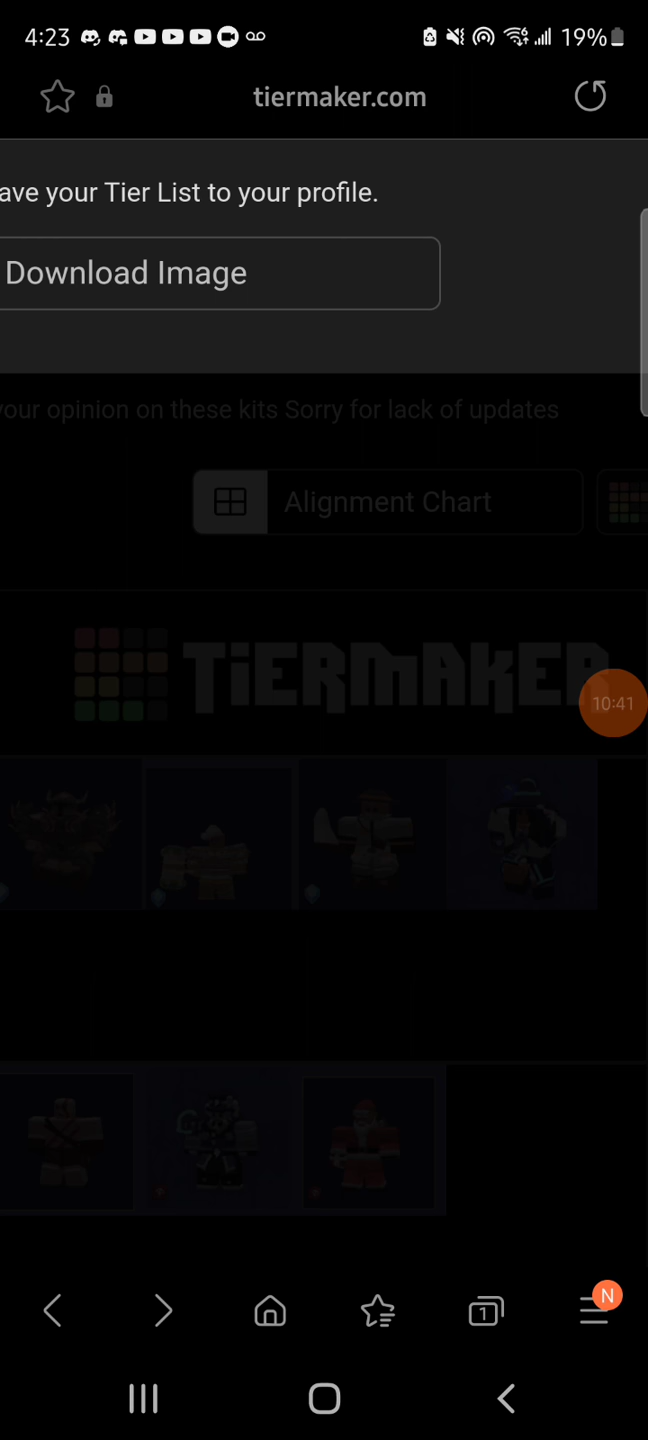 4:23
19%
tiermaker.com
ave your Tier List to your profile.
Download Image
your opinion on these kits Sorry for lack of updates
Alignment Chart
TiERMAKER
10:41
1
N